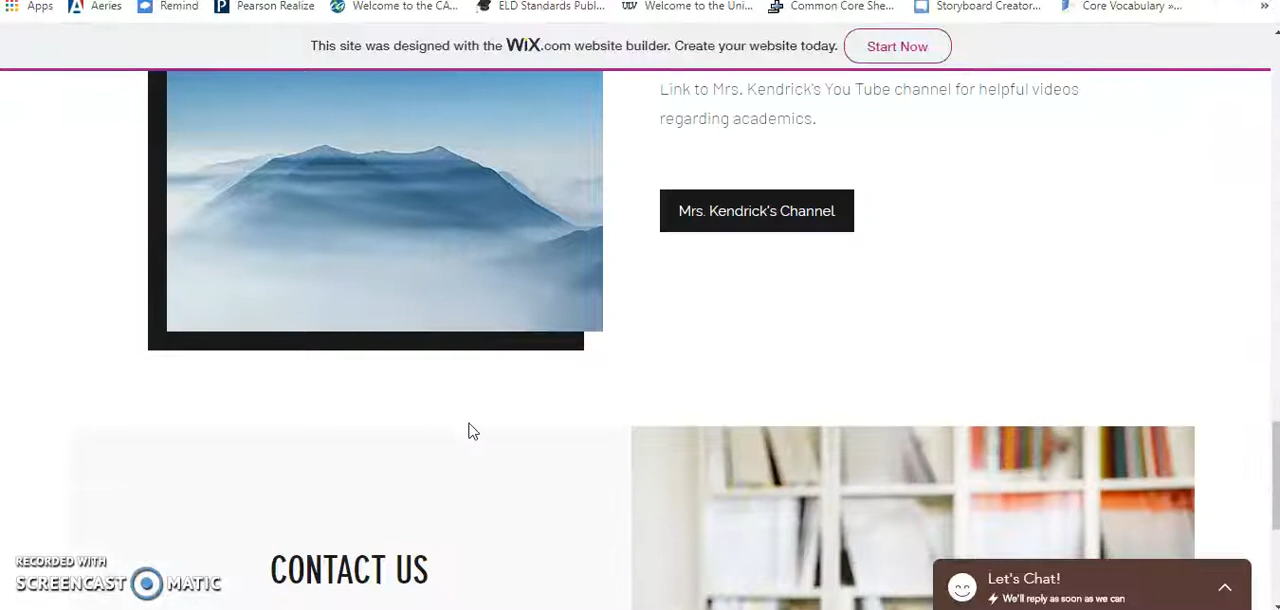 Apps Aeries Remind Pearson Realize Welcome to the CA... ELD Standards Publ... Welcome to the Uni... Common Core She... Storyboard Creator... Core Vocabulary »... »
This site was designed with the WiX.com website builder. Create your website today. Start Now
Link to Mrs. Kendrick's You Tube channel for helpful videos
regarding academics.
Mrs. Kendrick's Channel
CONTACT US
RECORDED WITH
SCREENCAST MATIC
Let's Chat!
We'll reply as soon as we can